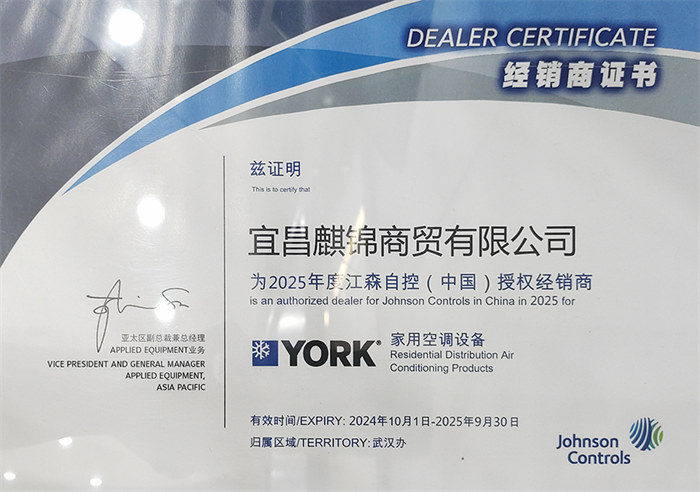 DEALER CERTIFICATE
经销商证书
兹证明
This is to certify that
宜昌麒锦商贸有限公司
为2025年度江森自控（中国）授权经销商
is an authorized dealer for Johnson Controls in China in 2025 for
YORK®
家用空调设备
Residential Distribution Air
Conditioning Products
亚太区副总裁兼总经理
APPLIED EQUIPMENT业务
VICE PRESIDENT AND GENERAL MANAGER
APPLIED EQUIPMENT,
ASIA PACIFIC
有效时间/EXPIRY: 2024年10月1日-2025年9月30日
归属区域/TERRITORY: 武汉办
Johnson
Controls